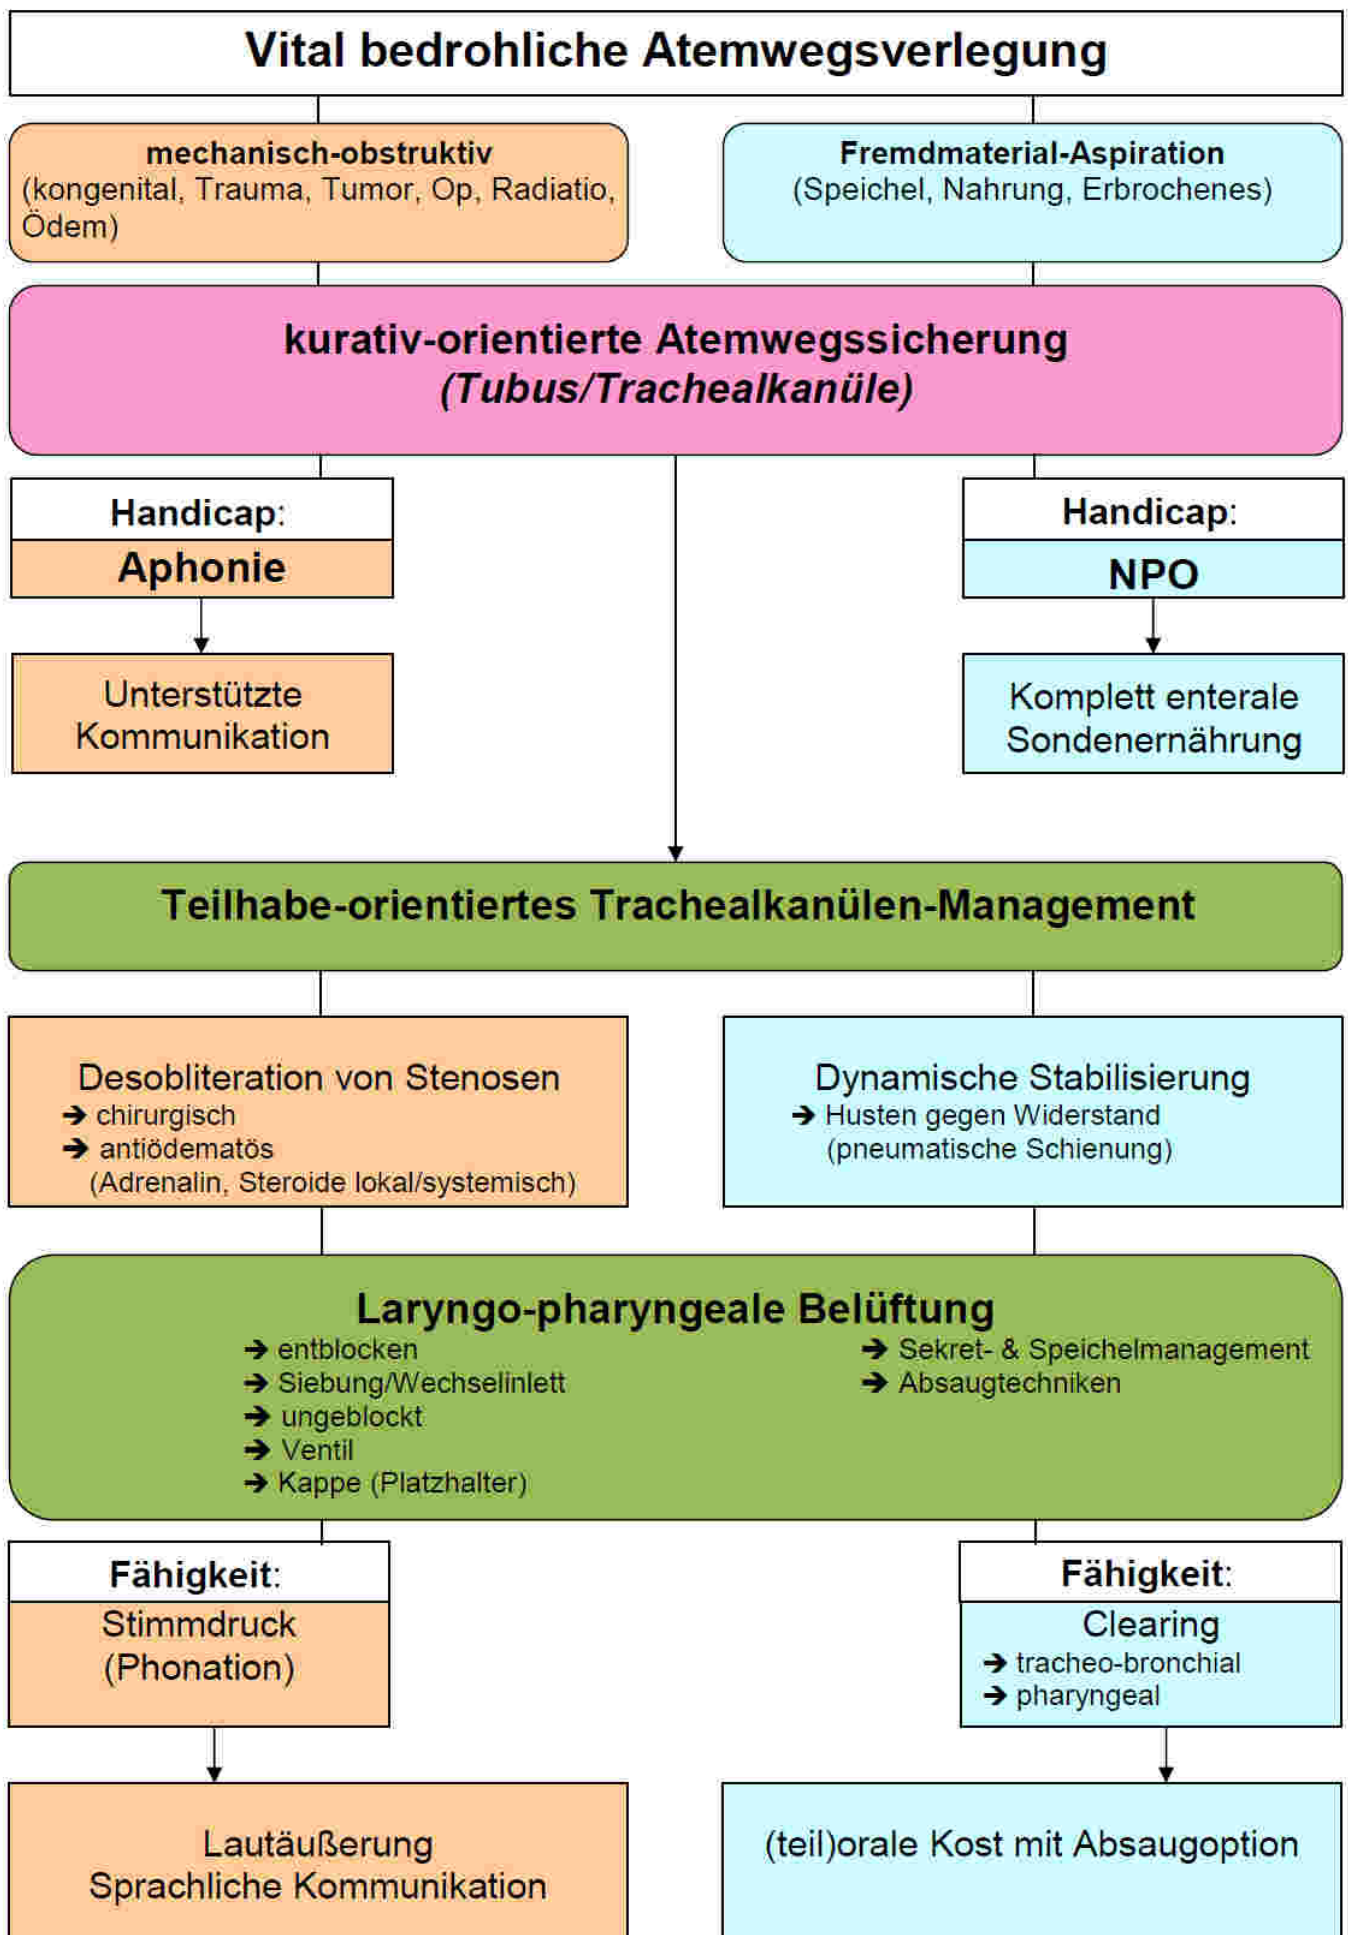 Vital bedrohliche Atemwegsverlegung
mechanisch-obstruktiv
(kongenital, Trauma, Tumor, Op, Radiatio,
Ödem)
Fremdmaterial-Aspiration
(Speichel, Nahrung, Erbrochenes)
kurativ-orientierte Atemwegssicherung
(Tubus/Trachealkanüle)
Handicap:
Aphonie
Unterstützte
Kommunikation
Handicap:
NPO
Komplett enterale
Sondenernährung
Teilhabe-orientiertes Trachealkanülen-Management
Desobliteration von Stenosen
➔ chirurgisch
➔ antiödematös
(Adrenalin, Steroide lokal/systemisch)
Dynamische Stabilisierung
➔ Husten gegen Widerstand
(pneumatische Schienung)
Laryngo-pharyngeale Belüftung
➔ entblocken
➔ Siebung/Wechselinlett
➔ ungeblockt
➔ Ventil
➔ Kappe (Platzhalter)
➔ Sekret- & Speichelmanagement
➔ Absaugtechniken
Fähigkeit:
Stimmdruck
(Phonation)
Lautäußerung
Sprachliche Kommunikation
Fähigkeit:
Clearing
➔ tracheo-bronchial
➔ pharyngeal
(teil)orale Kost mit Absaugoption